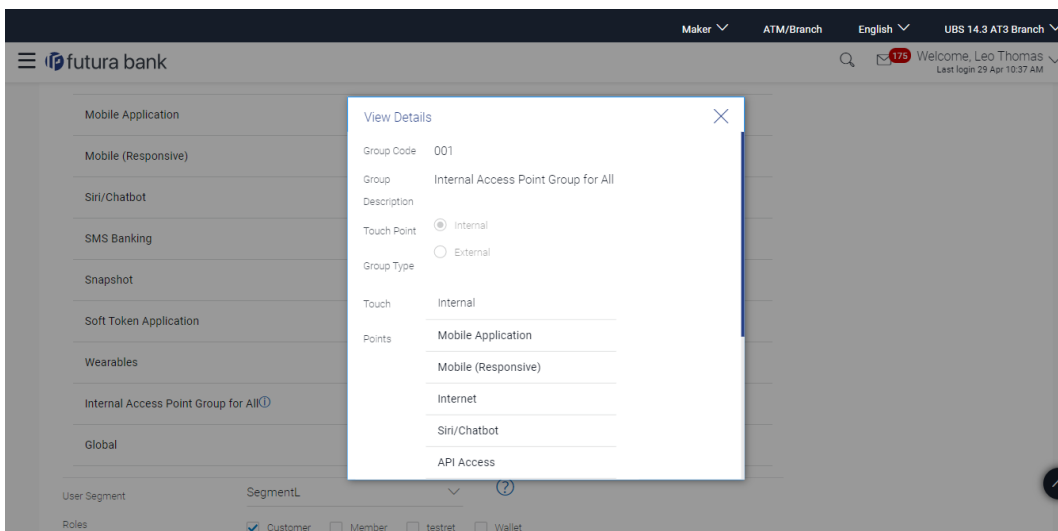 Maker ATM/Branch English UBS 14.3 AT3 Branch
futura bank 175 Welcome, Leo Thomas
Last login 29 Apr 10:37 AM
Mobile Application
Mobile (Responsive)
Siri/Chatbot
SMS Banking
Snapshot
Soft Token Application
Wearables
Internal Access Point Group for All
Global
User Segment SegmentL
Roles Customer Member testret Wallet
View Details
Group Code 001
Group Internal Access Point Group for All
Description
Touch Point Internal
External
Group Type
Touch Internal
Points Mobile Application
Mobile (Responsive)
Internet
Siri/Chatbot
API Access